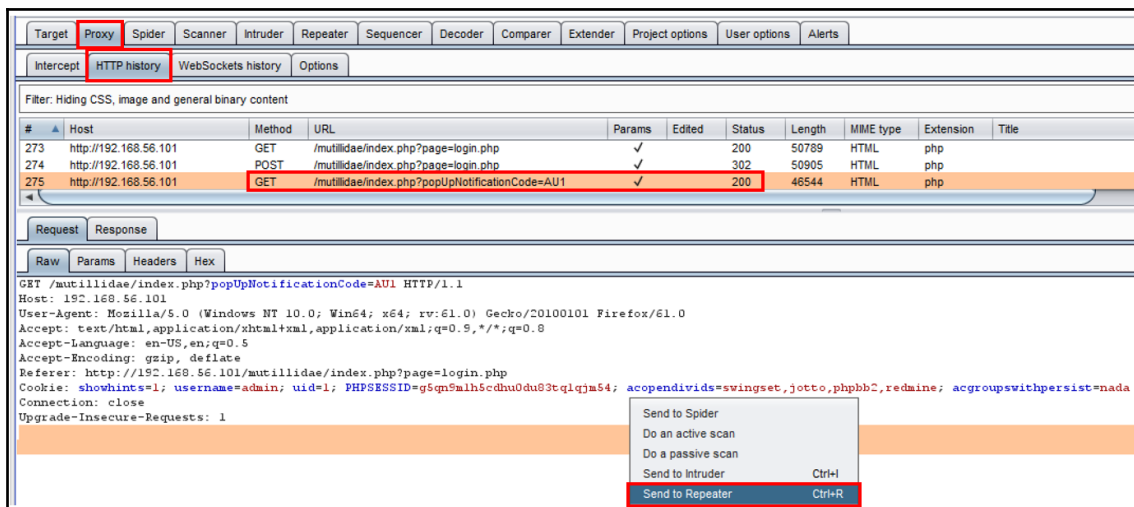 Target Proxy Spider Scanner Intruder Repeater Sequencer Decoder Comparer Extender Project options User options Alerts
Intercept HTTP history WebSockets history Options
Filter: Hiding CSS, image and general binary content
# Host Method URL Params Edited Status Length MIME type Extension Title
273 http://192.168.56.101 GET /mutillidae/index.php?page=login.php ✓ 200 50789 HTML php
274 http://192.168.56.101 POST /mutillidae/index.php?page=login.php ✓ 302 50905 HTML php
275 http://192.168.56.101 GET /mutillidae/index.php?popUpNotificationCode=AU1 ✓ 200 46544 HTML php
Request Response
Raw Params Headers Hex
GET /mutillidae/index.php?popUpNotificationCode=AU1 HTTP/1.1
Host: 192.168.56.101
User-Agent: Mozilla/5.0 (Windows NT 10.0; Win64; x64; rv:61.0) Gecko/20100101 Firefox/61.0
Accept: text/html,application/xhtml+xml,application/xml;q=0.9,*/*;q=0.8
Accept-Language: en-US,en;q=0.5
Accept-Encoding: gzip, deflate
Referer: http://192.168.56.101/mutillidae/index.php?page=login.php
Cookie: showhints=1; username=admin; uid=1; PHPSESSID=g5qn9m1h5cdhu0du83tqlqjm54; acopendivids=swingset,jotto,phpbb2,redmine; acgroupswithpersist=nada
Connection: close
Upgrade-Insecure-Requests: 1
Send to Spider
Do an active scan
Do a passive scan
Send to Intruder Ctrl+I
Send to Repeater Ctrl+R